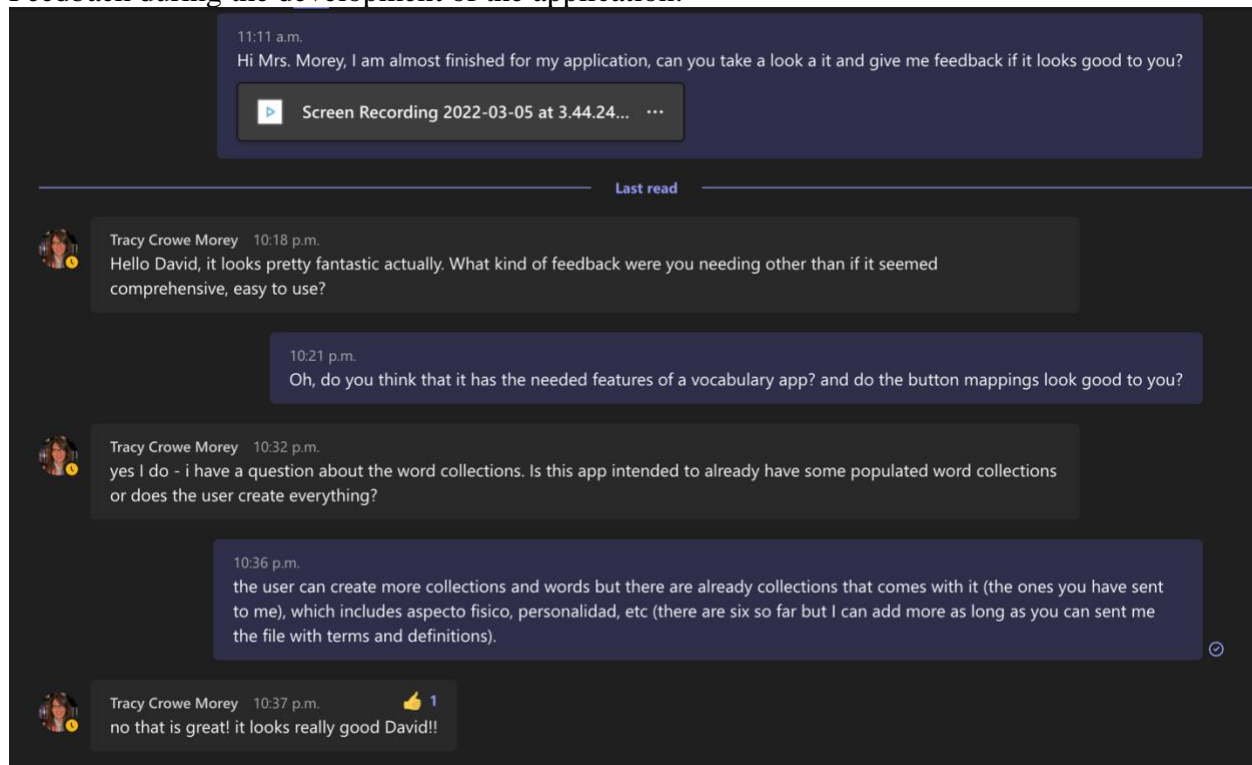 Feedback during the development of the application.
11:11 a.m.
Hi Mrs. Morey, I am almost finished for my application, can you take a look a it and give me feedback if it looks good to you?
Screen Recording 2022-03-05 at 3.44.24... ...
Last read
Tracy Crowe Morey 10:18 p.m.
Hello David, it looks pretty fantastic actually. What kind of feedback were you needing other than if it seemed
comprehensive, easy to use?
10:21 p.m.
Oh, do you think that it has the needed features of a vocabulary app? and do the button mappings look good to you?
Tracy Crowe Morey 10:32 p.m.
yes I do - i have a question about the word collections. Is this app intended to already have some populated word collections
or does the user create everything?
10:36 p.m.
the user can create more collections and words but there are already collections that comes with it (the ones you have sent
to me), which includes aspecto fisico, personalidad, etc (there are six so far but I can add more as long as you can sent me
the file with terms and definitions).
Tracy Crowe Morey 10:37 p.m. 👍 1
no that is great! it looks really good David!!